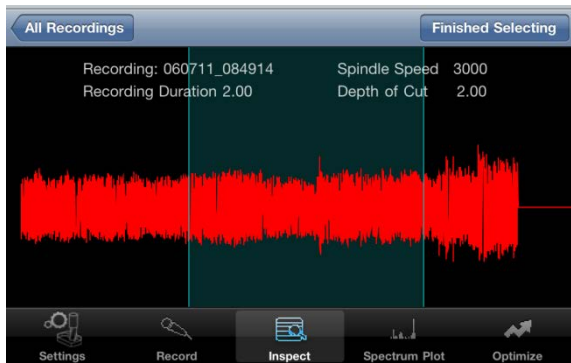 All Recordings
Finished Selecting
Recording: 060711_084914
Spindle Speed 3000
Recording Duration 2.00
Depth of Cut 2.00
Settings
Record
Inspect
Spectrum Plot
Optimize